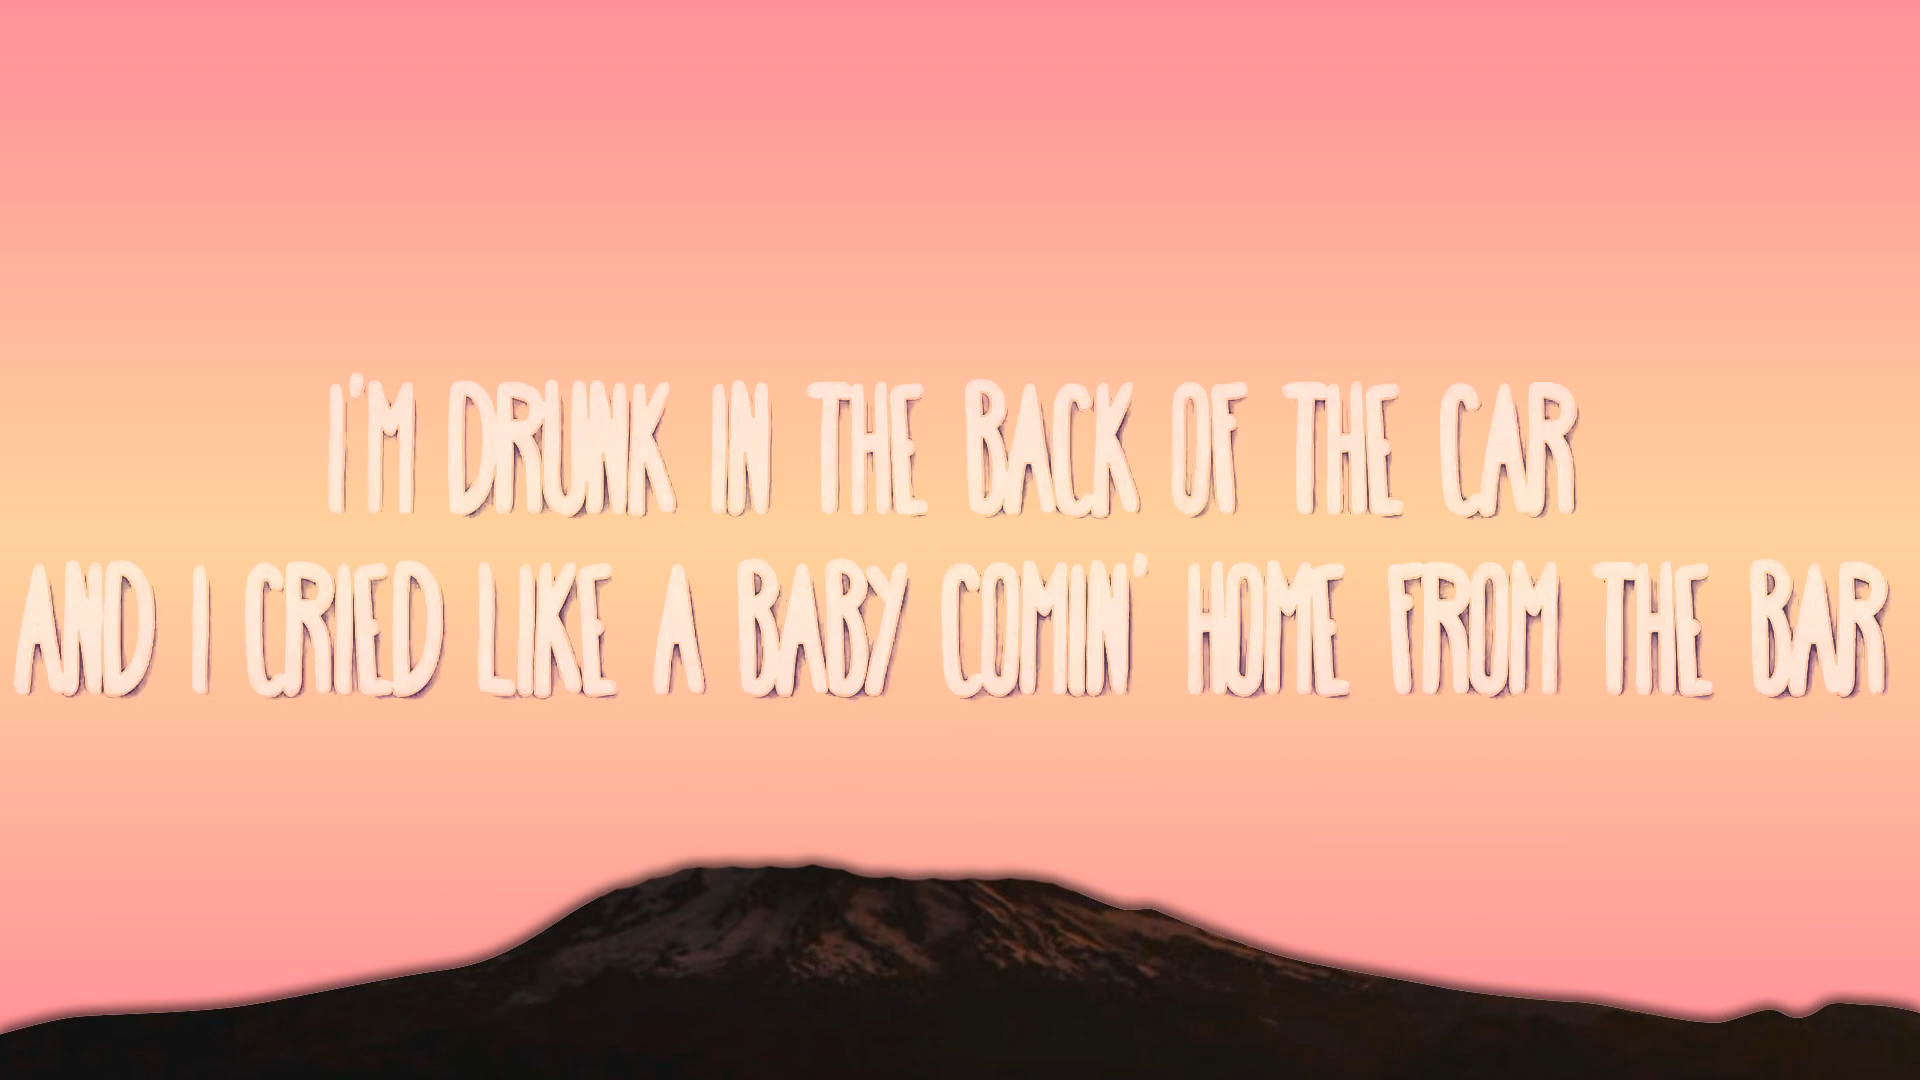 I'M DRUNK IN THE BACK OF THE CAR
AND I CRIED LIKE A BABY COMIN' HOME FROM THE BAR